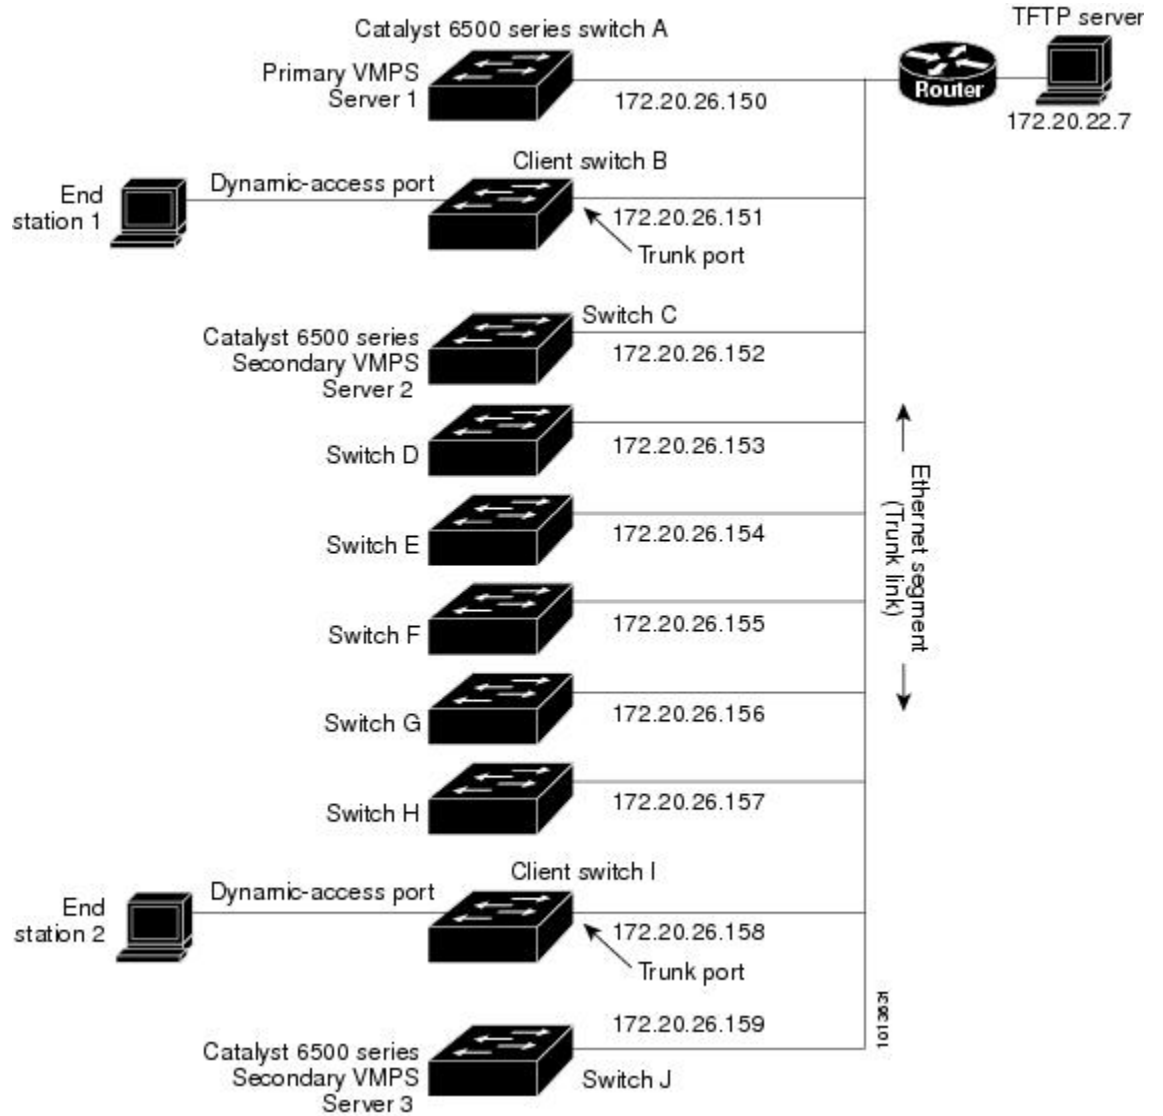 TFTP server
Catalyst 6500 series switch A
Primary VMPS
Server 1
Router
172.20.26.150
172.20.22.7
Client switch B
Dynamic-access port
End
station 1
172.20.26.151
Trunk port
Switch C
Catalyst 6500 series
Secondary VMPS
Server 2
172.20.26.152
Switch D
172.20.26.153
Switch E
172.20.26.154
Ethernet segment
(Trunk link)
Switch F
172.20.26.155
Switch G
172.20.26.156
Switch H
172.20.26.157
Client switch I
Dynamic-access port
End
station 2
172.20.26.158
Trunk port
172.20.26.159
Catalyst 6500 series
Secondary VMPS
Server 3
Switch J